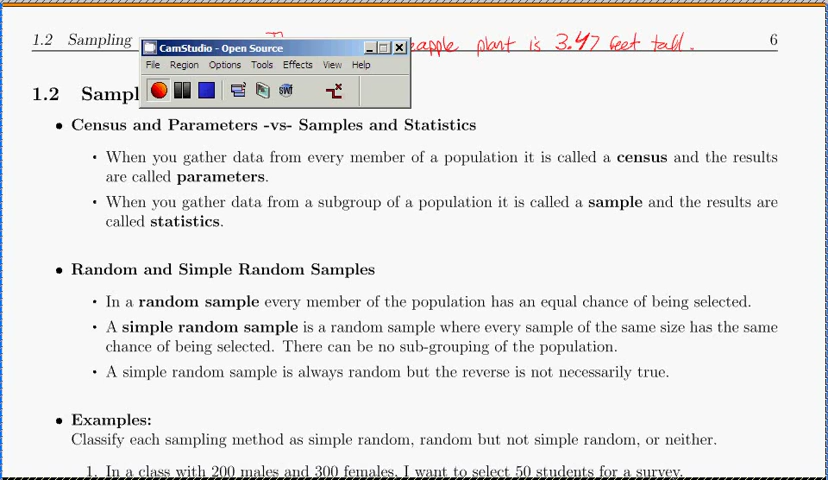 1.2 Sampling
eapple plant is 3.47 feet tall.
6
CamStudio - Open Source
File Region Options Tools Effects View Help
SWF
1.2 Sampl
• Census and Parameters -vs- Samples and Statistics
• When you gather data from every member of a population it is called a census and the results
are called parameters.
• When you gather data from a subgroup of a population it is called a sample and the results are
called statistics.
• Random and Simple Random Samples
• In a random sample every member of the population has an equal chance of being selected.
• A simple random sample is a random sample where every sample of the same size has the same
chance of being selected. There can be no sub-grouping of the population.
• A simple random sample is always random but the reverse is not necessarily true.
• Examples:
Classify each sampling method as simple random, random but not simple random, or neither.
1. In a class with 200 males and 300 females, I want to select 50 students for a survey.